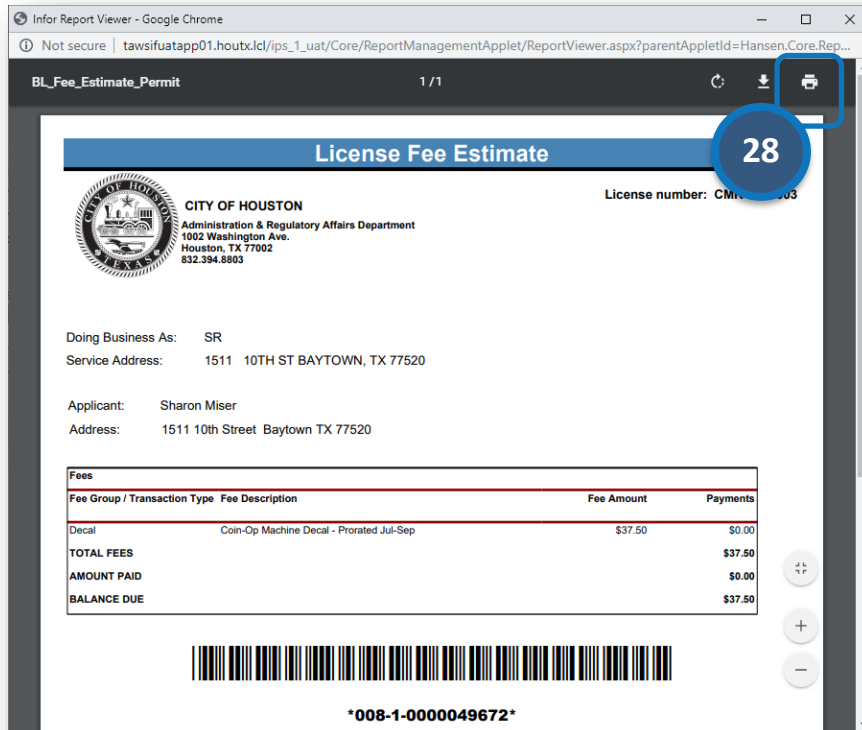 Infor Report Viewer - Google Chrome
Not secure | tawsifuatapp01.houtx.lcl/ips_1_uat/Core/ReportManagementApplet/ReportViewer.aspx?parentAppletId=Hansen.Core.Rep...
BL_Fee_Estimate_Permit 1 / 1
28
License Fee Estimate
CITY OF HOUSTON
TEXAS
CITY OF HOUSTON
License number:
Administration & Regulatory Affairs Department
1002 Washington Ave.
Houston, TX 77002
832.394.8803
Doing Business As: SR
Service Address: 1511 10TH ST BAYTOWN, TX 77520
Applicant: Sharon Miser
Address: 1511 10th Street Baytown TX 77520
Fees
Fee Group / Transaction Type Fee Description Fee Amount Payments
Decal Coin-Op Machine Decal - Prorated Jul-Sep $37.50 $0.00
TOTAL FEES $37.50
AMOUNT PAID $0.00
BALANCE DUE $37.50
*008-1-0000049672*